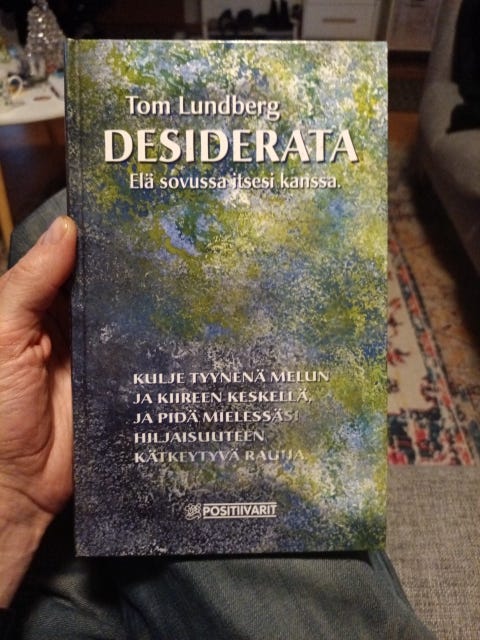 Tom Lundberg
DESIDERATA
Elä sovussa itsesi kanssa.
KULJE TYYNENÄ MELUN
JA KIIREEN KESKELLÄ,
JA PIDÄ MIELESSÄSI
HILJAISUUTEEN
KÄTKEYTYVÄ RAUHA.
POSITIIVARIT